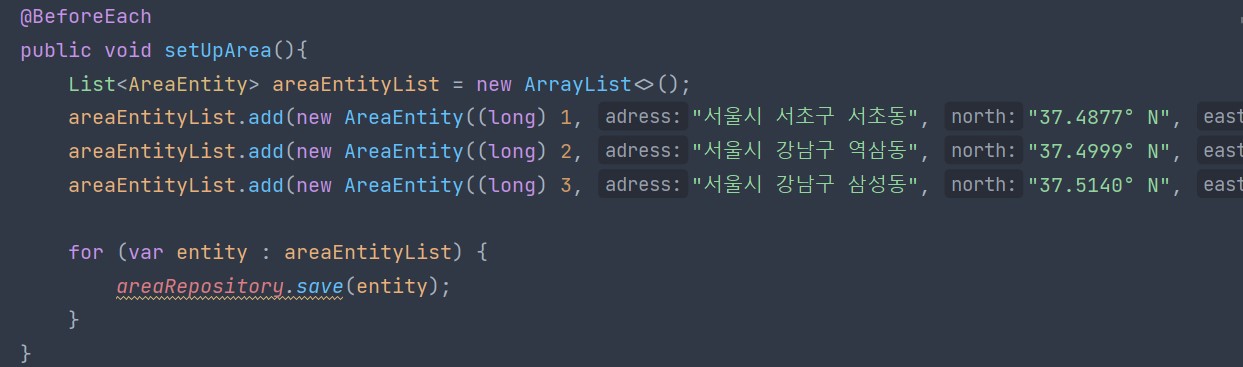 @BeforeEach
public void setUpArea(){
    List<AreaEntity> areaEntityList = new ArrayList<>();
    areaEntityList.add(new AreaEntity((long) 1, adress: "서울시 서초구 서초동", north: "37.4877° N", east
    areaEntityList.add(new AreaEntity((long) 2, adress: "서울시 강남구 역삼동", north: "37.4999° N", east
    areaEntityList.add(new AreaEntity((long) 3, adress: "서울시 강남구 삼성동", north: "37.5140° N", east
    for (var entity : areaEntityList) {
        areaRepository.save(entity);
    }
}